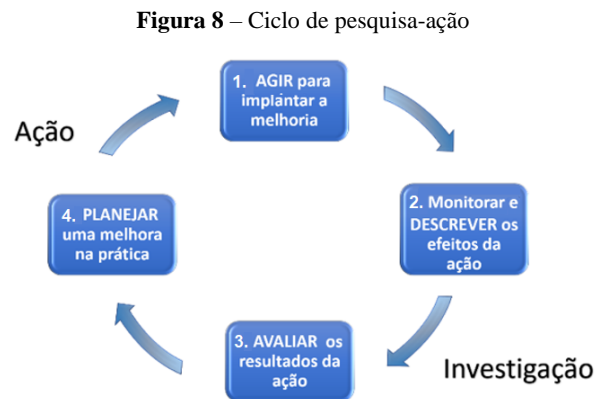 Figura 8 – Ciclo de pesquisa-ação
1. AGIR para
implantar a
melhoria
Ação
2. Monitorar e
DESCREVER os
efeitos da
ação
4. PLANEJAR
uma melhora
na prática
3. AVALIAR os
resultados da
ação
Investigação